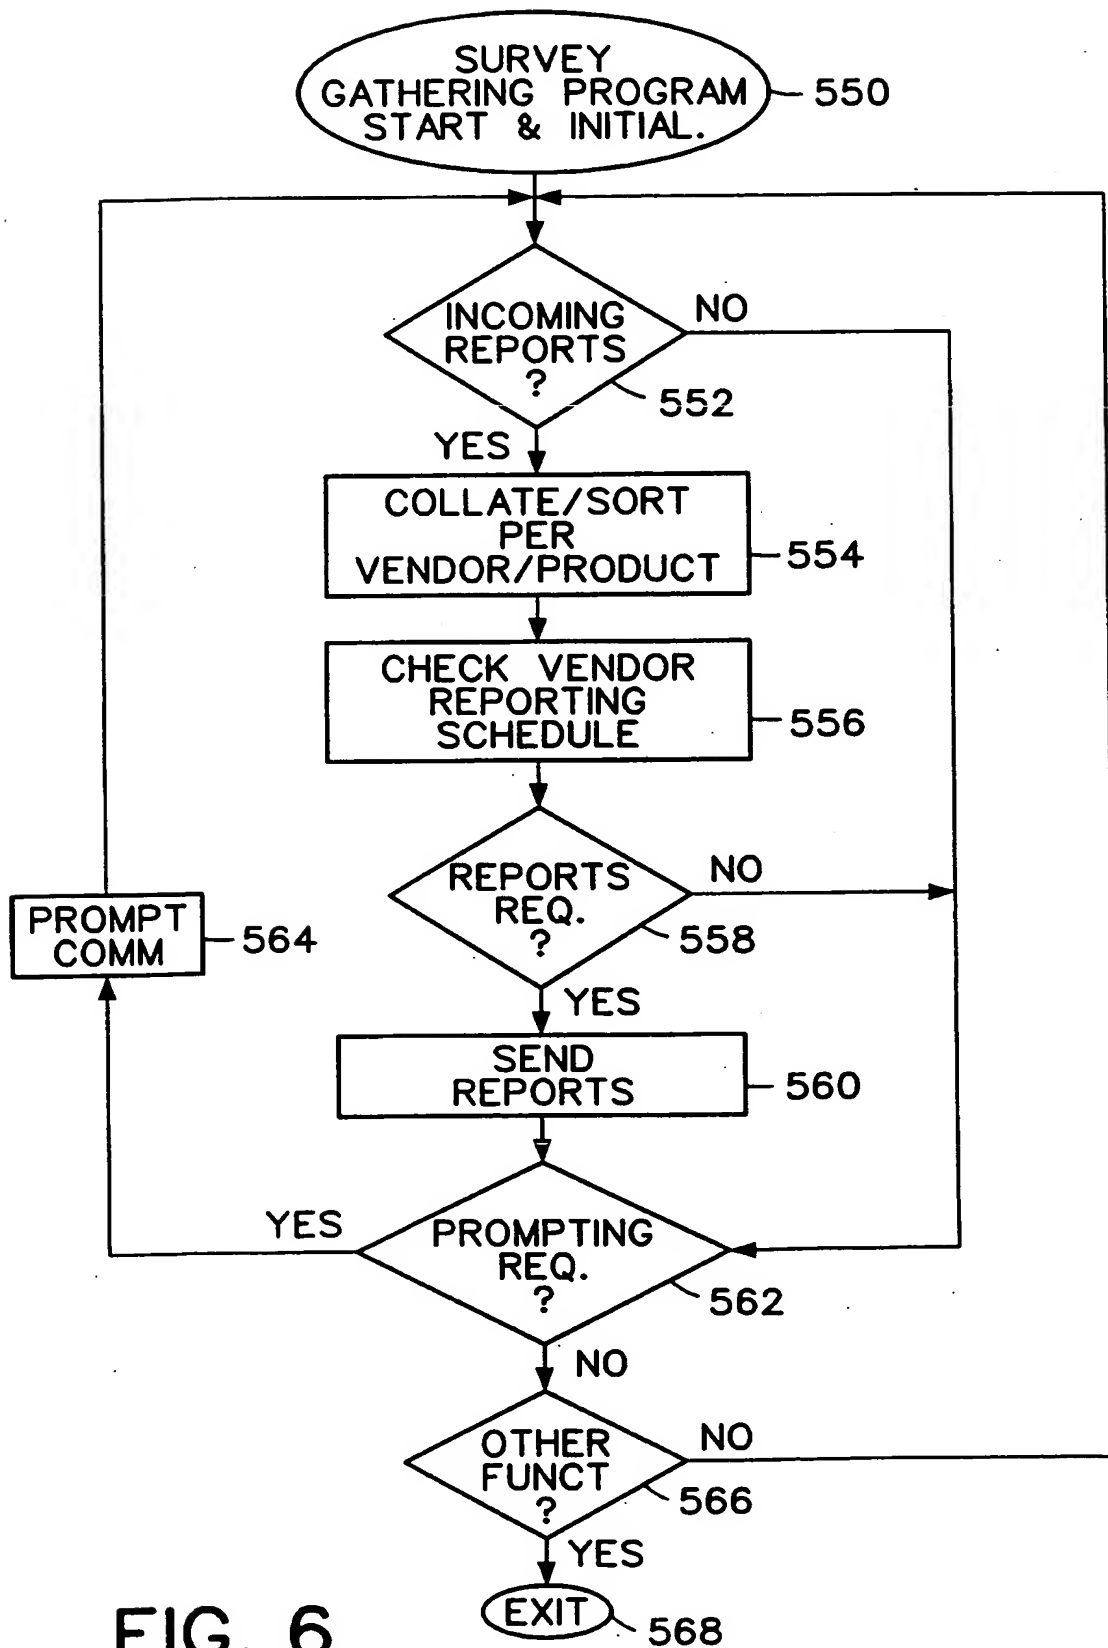 SURVEY
GATHERING PROGRAM
START & INITIAL.
550
INCOMING
REPORTS
?
NO
552
YES
COLLATE/SORT
PER
VENDOR/PRODUCT
554
CHECK VENDOR
REPORTING
SCHEDULE
556
REPORTS
REQ.
?
NO
558
YES
PROMPT
COMM
564
SEND
REPORTS
560
YES
PROMPTING
REQ.
?
562
NO
OTHER
FUNCT
?
NO
566
YES
EXIT
568
FIG. 6